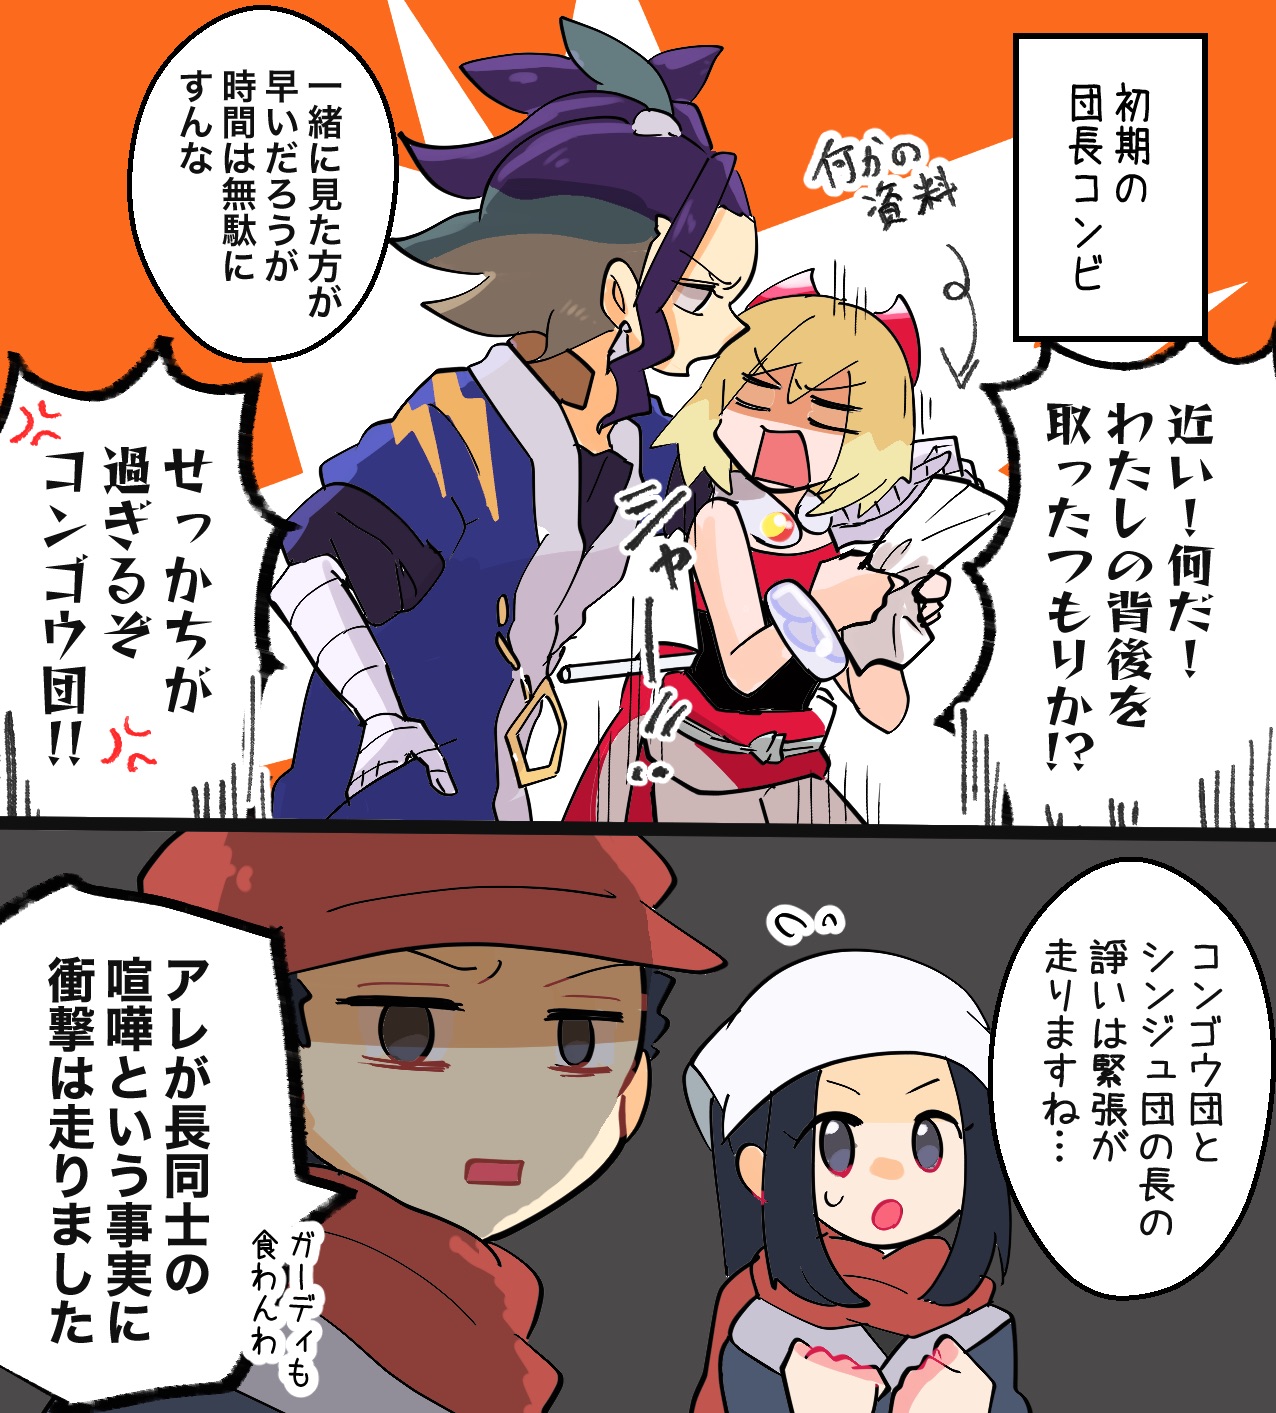 初期の
団長コンビ
何かの
資料
近い！何だ！
わたしの背後を
取ったつもりか!?
一緒に見た方が
早いだろうが
時間は無駄に
すんな
シャーッ‥
せっかちが
過ぎるぞ
コンゴウ団!!
コンゴウ団と
シンジュ団の長の
諍いは緊張が
走りますね…
アレが長同士の
喧嘩という事実に
衝撃は走りました
ガーディも
食わんわ